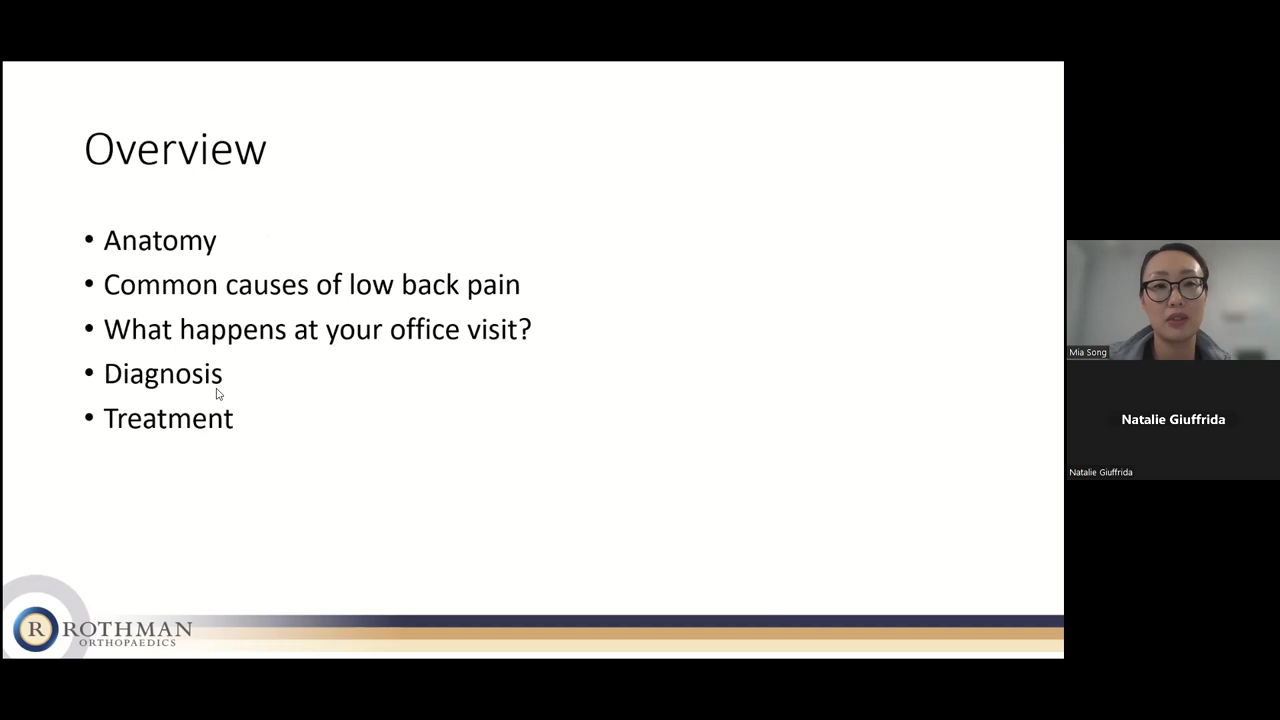 Overview
• Anatomy
• Common causes of low back pain
• What happens at your office visit?
• Diagnosis
• Treatment
R ROTHMAN
ORTHOPAEDICS
Mia Song
Natalie Giuffrida
Natalie Giuffrida